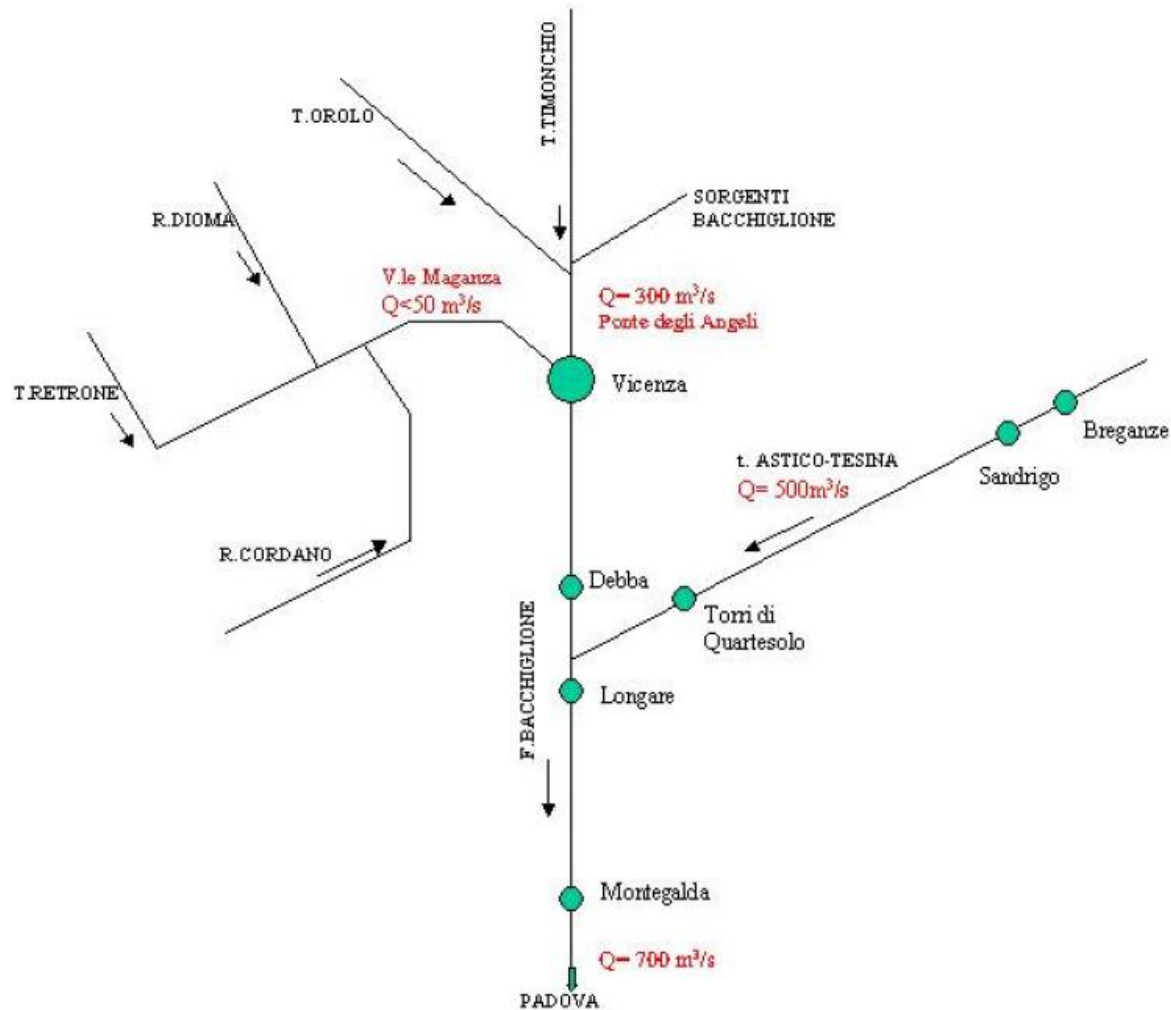 T.TIMONCHIO
T.OROLO
SORGENTI
BACCHIGLIONE
R.DIOMA
V.le Maganza
Q<50 m³/s
Q= 300 m³/s
Ponte degli Angeli
T.RETRONE
Vicenza
Breganze
Sandrigo
t. ASTICO-TESINA
Q= 500m³/s
R.CORDANO
Debba
Torri di
Quartesolo
F.BACCHIGLIONE
Longare
Montegalda
Q= 700 m³/s
PADOVA